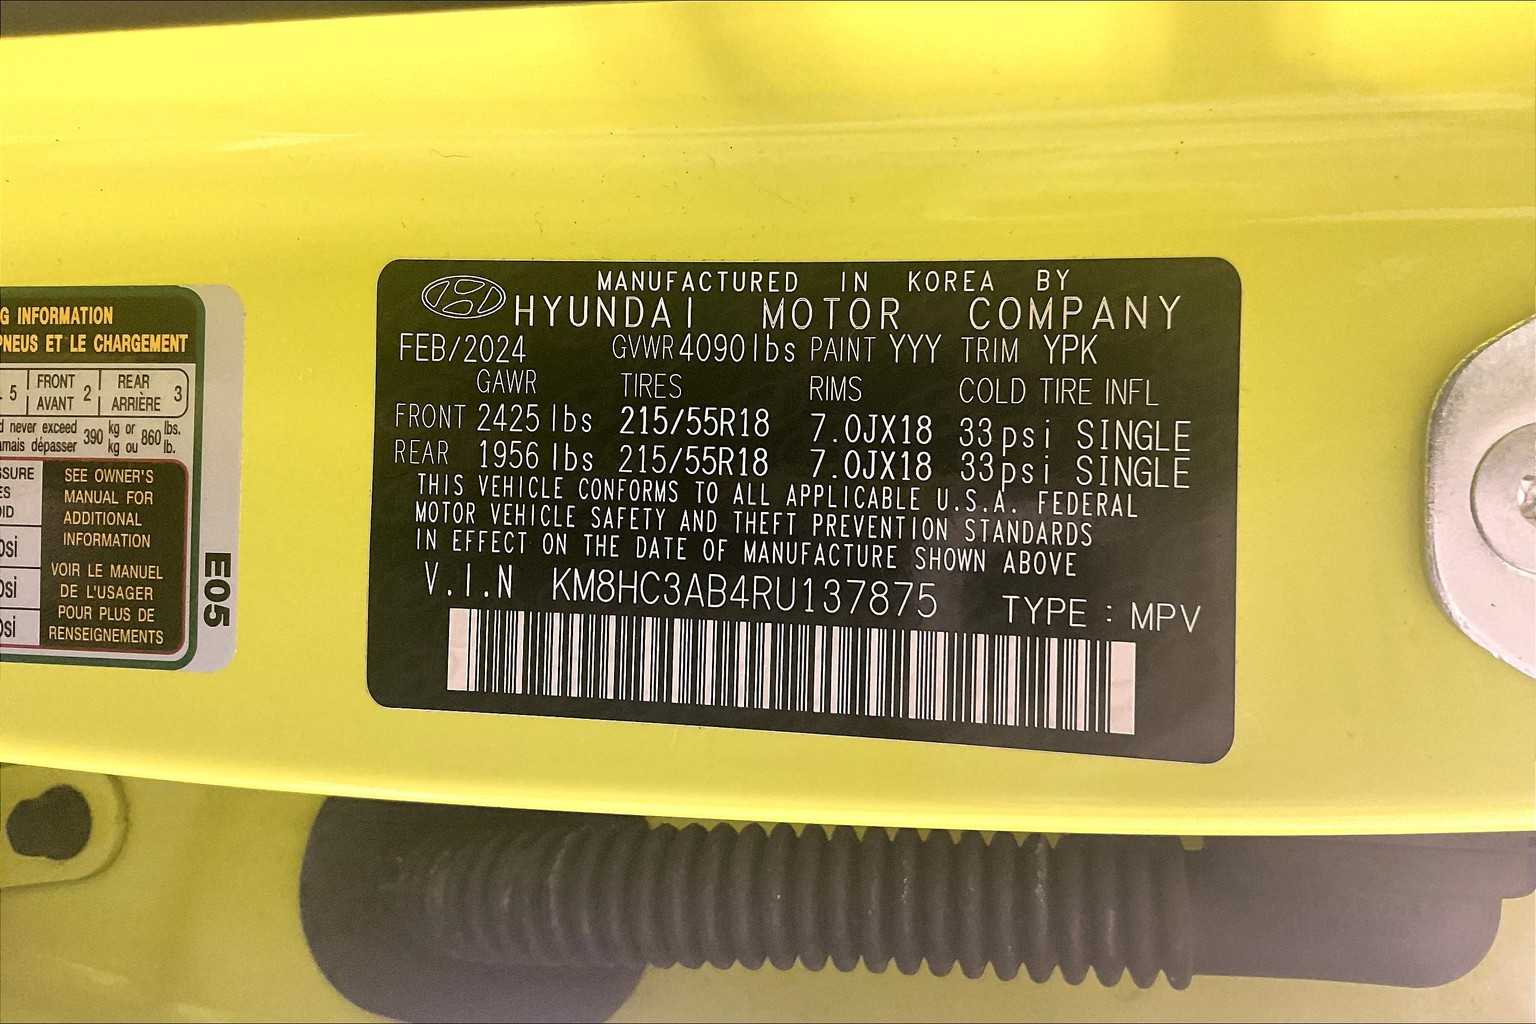 G INFORMATION
PNEUS ET LE CHARGEMENT
5 FRONT AVANT 2 REAR ARRIÈRE 3
never exceed 390 kg or 860 lbs.
jamais dépasser kg ou lb.
SEE OWNER'S
MANUAL FOR
ADDITIONAL
INFORMATION
VOIR LE MANUEL
DE L'USAGER
POUR PLUS DE
RENSEIGNEMENTS
E05
MANUFACTURED IN KOREA BY
HYUNDAI MOTOR COMPANY
FEB/2024 GVWR 4090 lbs PAINT YYY TRIM YPK
GAWR TIRES RIMS COLD TIRE INFL
FRONT 2425 lbs 215/55R18 7.0JX18 33psi SINGLE
REAR 1956 lbs 215/55R18 7.0JX18 33psi SINGLE
THIS VEHICLE CONFORMS TO ALL APPLICABLE U.S.A. FEDERAL
MOTOR VEHICLE SAFETY AND THEFT PREVENTION STANDARDS
IN EFFECT ON THE DATE OF MANUFACTURE SHOWN ABOVE
V.I.N KM8HC3AB4RU137875 TYPE : MPV